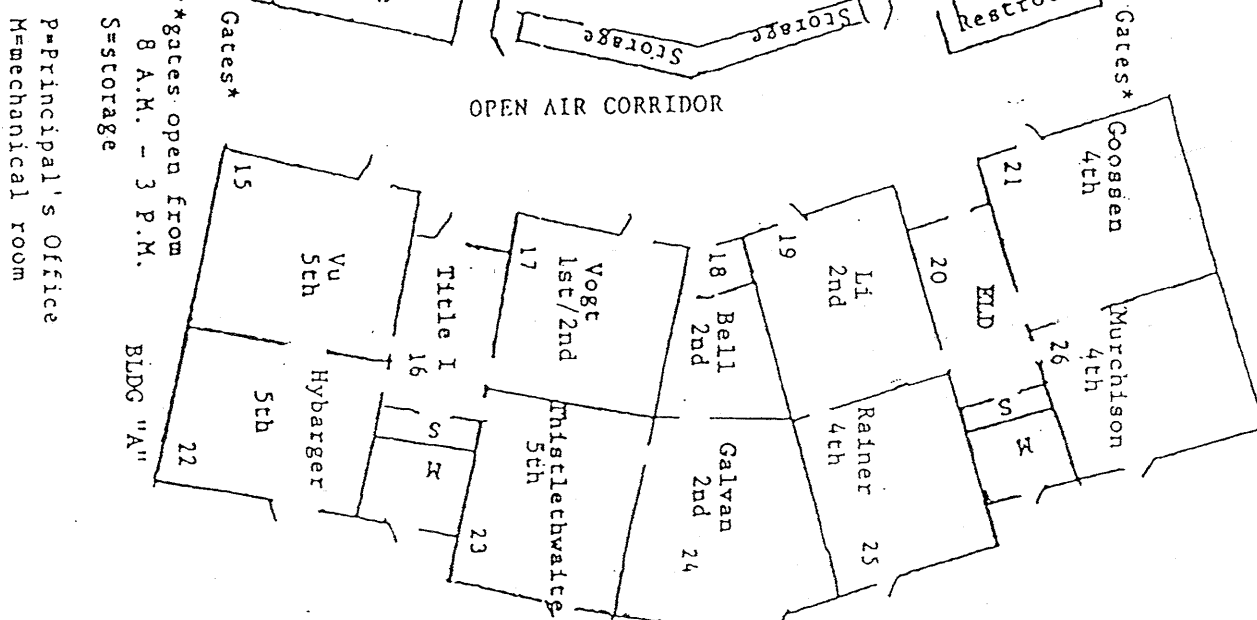 Storage
Storage
Gates*
Gates*
OPEN AIR CORRIDOR
15
Vu
5th
Title I
16
17
Vogt
1st/2nd
18
Bell
2nd
19
Li
2nd
20
ELD
21
Goossen
4th
Murchison
4th
26
S
M
Rainer
4th
25
Galvan
2nd
24
Thistlethwaite
5th
23
S
M
Hybarger
5th
22
BLDG "A"
**gates open from
8 A.M. - 3 P.M.
S=storage
P=Principal's Office
M=mechanical room